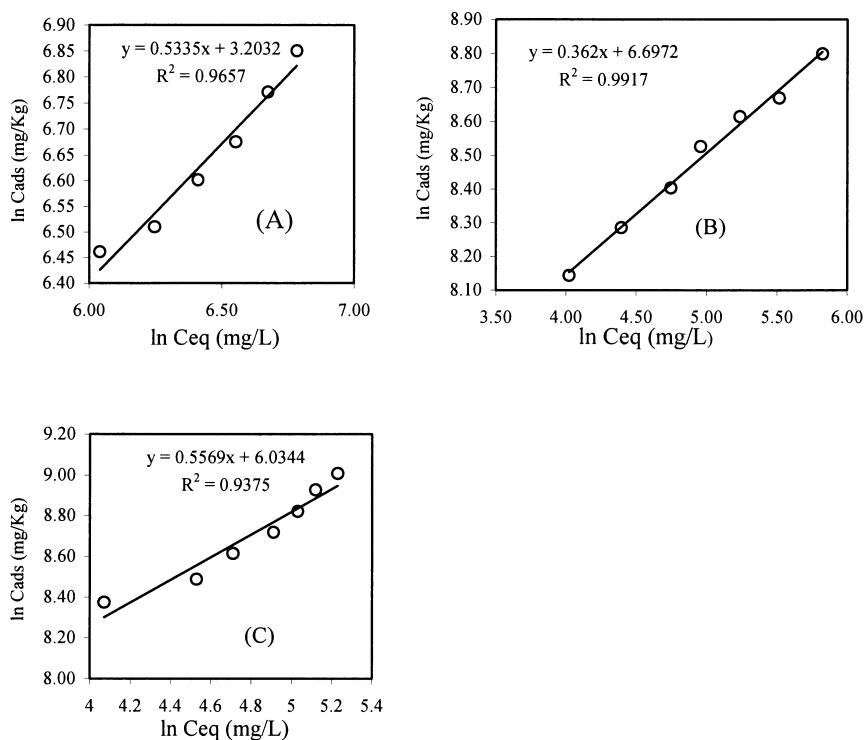 6.90
6.85
6.80
6.75
6.70
6.65
6.60
6.55
6.50
6.45
6.40
ln Cads (mg/Kg)
y = 0.5335x + 3.2032
R² = 0.9657
(A)
6.00 6.50 7.00
ln Ceq (mg/L)
8.90
8.80
8.70
8.60
8.50
8.40
8.30
8.20
8.10
ln Cads (mg/Kg)
y = 0.362x + 6.6972
R² = 0.9917
(B)
3.50 4.00 4.50 5.00 5.50 6.00
ln Ceq (mg/L)
9.20
9.00
8.80
8.60
8.40
8.20
8.00
ln Cads (mg/Kg)
y = 0.5569x + 6.0344
R² = 0.9375
(C)
4 4.2 4.4 4.6 4.8 5 5.2 5.4
ln Ceq (mg/L)